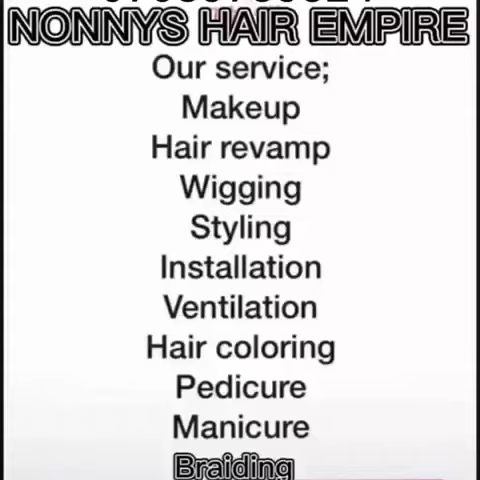 NONNYS HAIR EMPIRE
Our service;
Makeup
Hair revamp
Wigging
Styling
Installation
Ventilation
Hair coloring
Pedicure
Manicure
Braiding